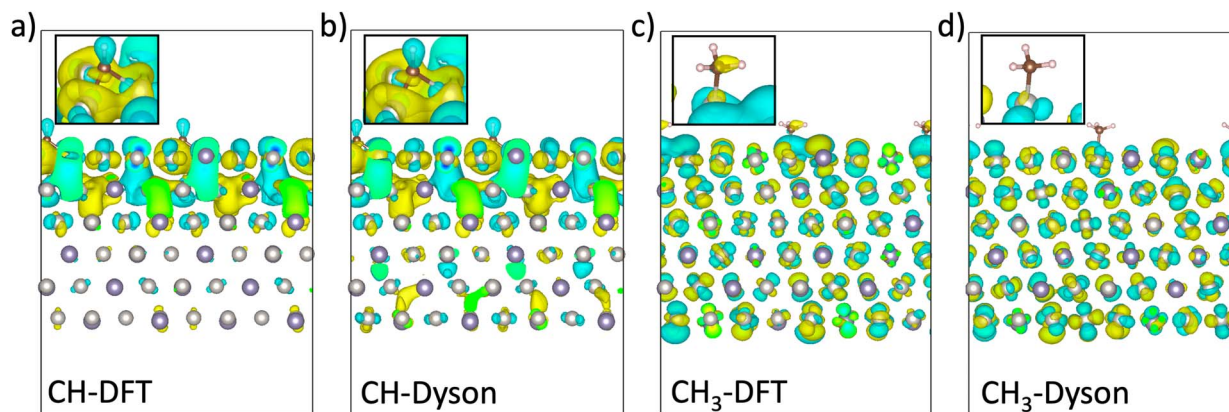 a)
b)
c)
d)
CH-DFT
CH-Dyson
CH₃-DFT
CH₃-Dyson